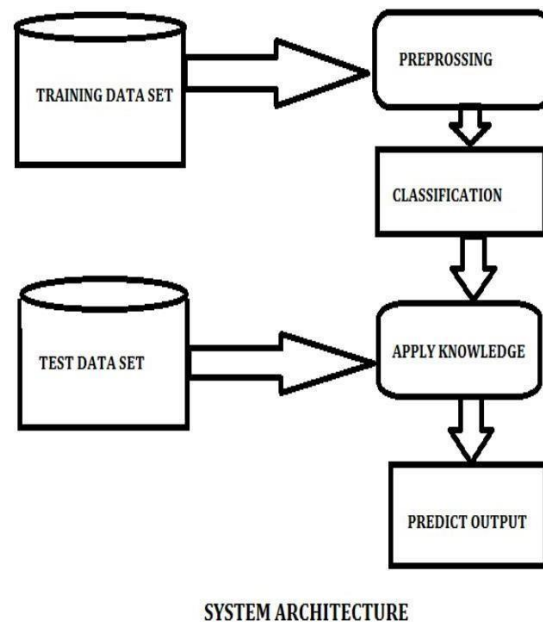 TRAINING DATA SET
PREPROSSING
CLASSIFICATION
TEST DATA SET
APPLY KNOWLEDGE
PREDICT OUTPUT
SYSTEM ARCHITECTURE